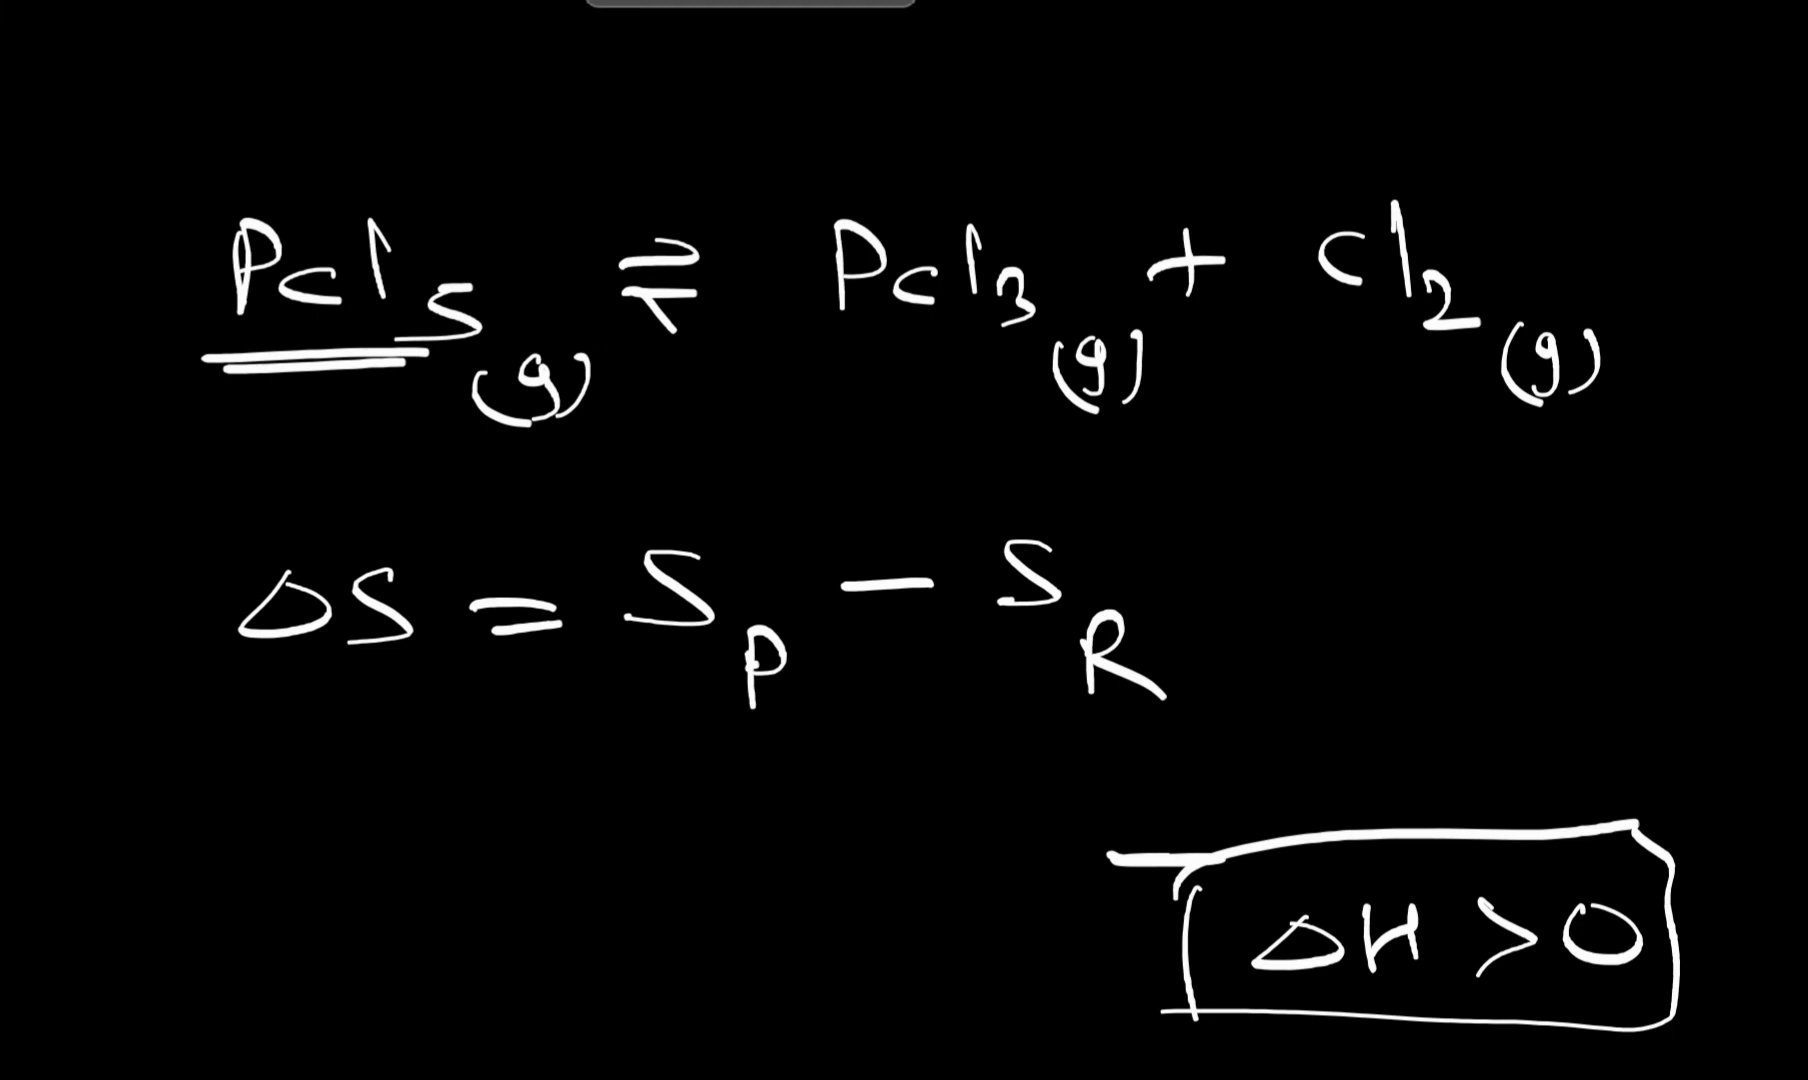 Pcl5(g) ⇌ Pcl3(g) + cl2(g)
ΔS = SP - SR
ΔH > 0